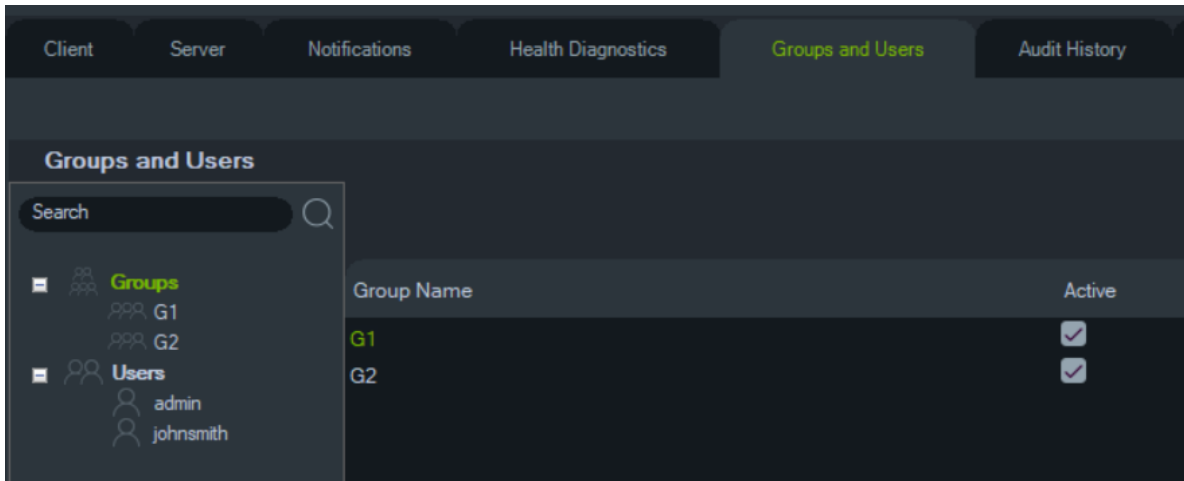 Client Server Notifications Health Diagnostics Groups and Users Audit History
Groups and Users
Search
Groups
G1
G2
Users
admin
johnsmith
Group Name Active
G1
G2